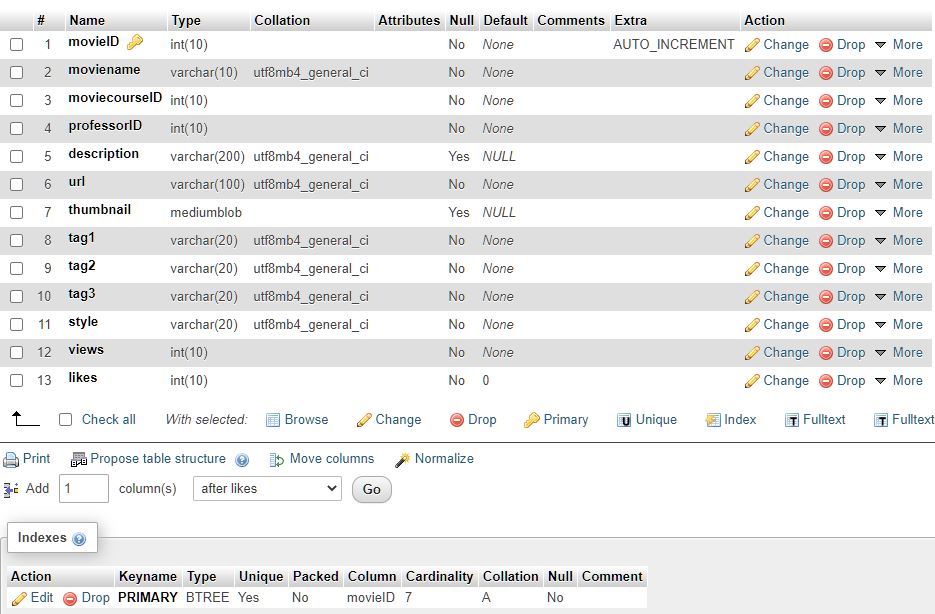 # Name Type Collation Attributes Null Default Comments Extra Action
1 movieID int(10) No None AUTO_INCREMENT Change Drop More
2 moviename varchar(10) utf8mb4_general_ci No None Change Drop More
3 moviecourseID int(10) No None Change Drop More
4 professorID int(10) No None Change Drop More
5 description varchar(200) utf8mb4_general_ci Yes NULL Change Drop More
6 url varchar(100) utf8mb4_general_ci No None Change Drop More
7 thumbnail mediumblob Yes NULL Change Drop More
8 tag1 varchar(20) utf8mb4_general_ci No None Change Drop More
9 tag2 varchar(20) utf8mb4_general_ci No None Change Drop More
10 tag3 varchar(20) utf8mb4_general_ci No None Change Drop More
11 style varchar(20) utf8mb4_general_ci No None Change Drop More
12 views int(10) No None Change Drop More
13 likes int(10) No 0 Change Drop More
Check all With selected: Browse Change Drop Primary Unique Index Fulltext Fulltext
Print Propose table structure Move columns Normalize
Add 1 column(s) after likes Go
Indexes
Action Keyname Type Unique Packed Column Cardinality Collation Null Comment
Edit Drop PRIMARY BTREE Yes No movieID 7 A No